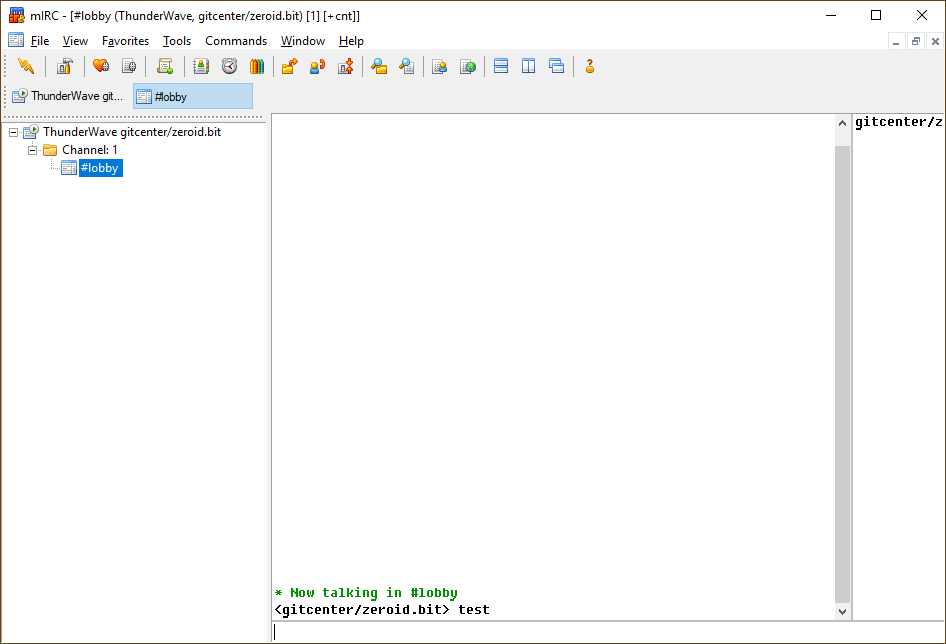 mIRC - [#lobby (ThunderWave, gitcenter/zeroid.bit) [1] [+cnt]]
File View Favorites Tools Commands Window Help
ThunderWave git... #lobby
ThunderWave gitcenter/zeroid.bit
Channel: 1
#lobby
gitcenter/z
* Now talking in #lobby
<gitcenter/zeroid.bit> test